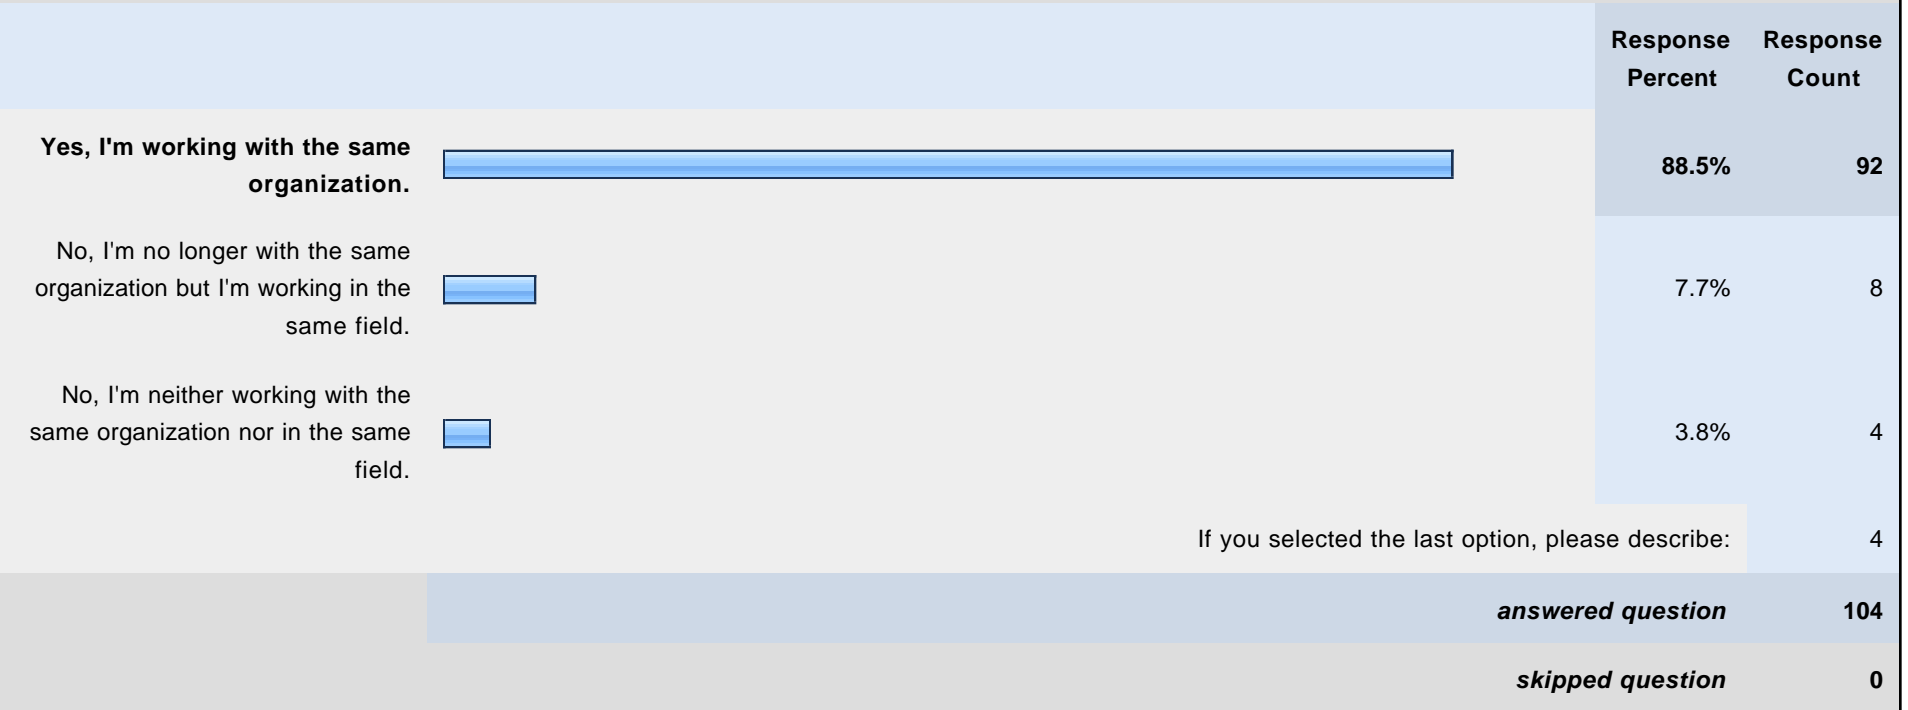 Response Response
Percent Count
Yes, I'm working with the same
organization.
88.5% 92
No, I'm no longer with the same
organization but I'm working in the
same field.
7.7% 8
No, I'm neither working with the
same organization nor in the same
field.
3.8% 4
If you selected the last option, please describe: 4
answered question 104
skipped question 0